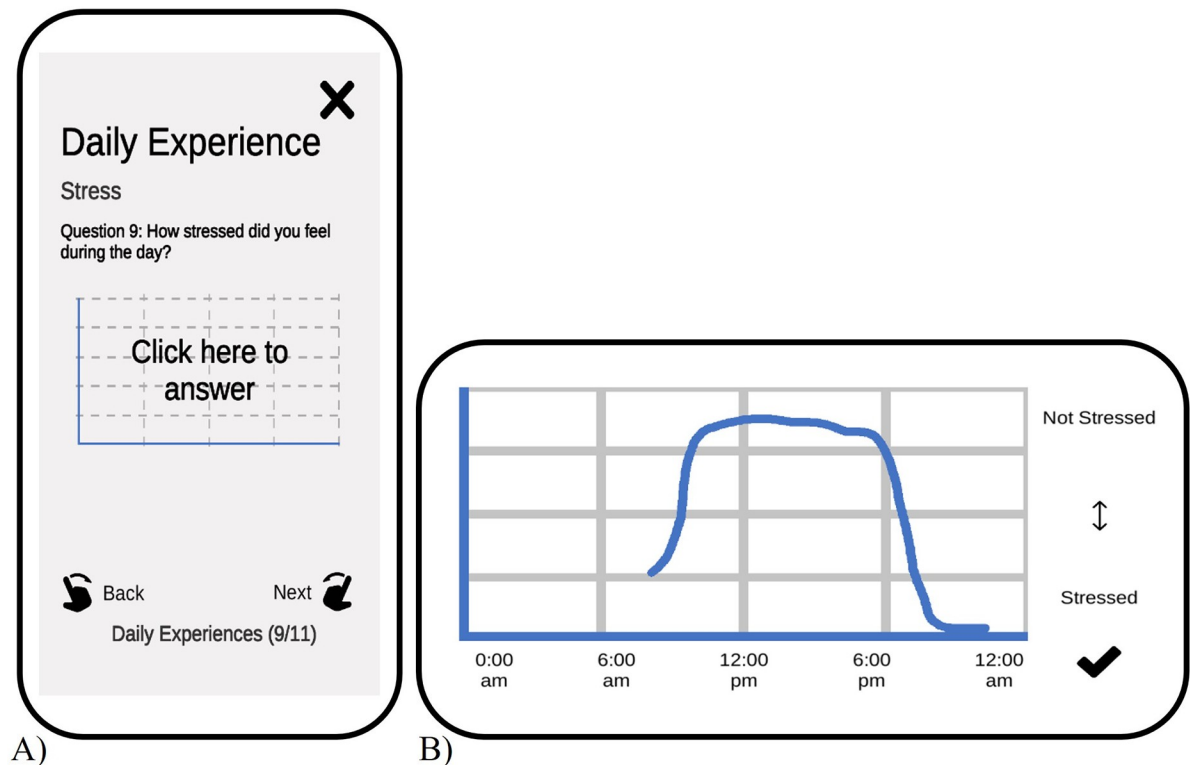 Daily Experience
Stress
Question 9: How stressed did you feel
during the day?
Click here to
answer
Back
Next
Daily Experiences (9/11)
A)
Not Stressed
Stressed
0:00
am
6:00
am
12:00
pm
6:00
pm
12:00
am
B)